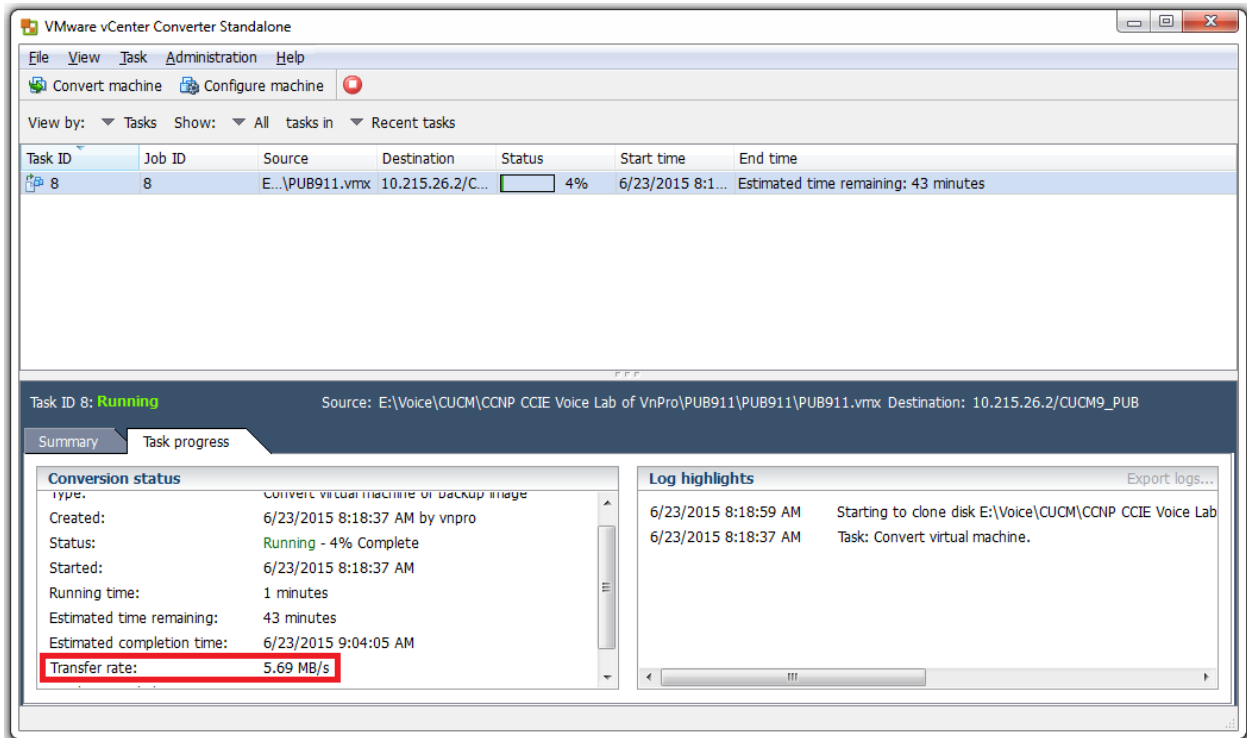 VMware vCenter Converter Standalone
File View Task Administration Help
Convert machine Configure machine
View by: Tasks Show: All tasks in Recent tasks
Task ID Job ID Source Destination Status Start time End time
8 8 E...\PUB911.vmx 10.215.26.2/C... 4% 6/23/2015 8:1... Estimated time remaining: 43 minutes
Task ID 8: Running Source: E:\Voice\CUCM\CCNP CCIE Voice Lab of VnPro\PUB911\PUB911\PUB911.vmx Destination: 10.215.26.2/CUCM9_PUB
Summary Task progress
Conversion status
Type: Convert virtual machine or backup image
Created: 6/23/2015 8:18:37 AM by vnpro
Status: Running - 4% Complete
Started: 6/23/2015 8:18:37 AM
Running time: 1 minutes
Estimated time remaining: 43 minutes
Estimated completion time: 6/23/2015 9:04:05 AM
Transfer rate: 5.69 MB/s
Log highlights Export logs...
6/23/2015 8:18:59 AM Starting to clone disk E:\Voice\CUCM\CCNP CCIE Voice Lab
6/23/2015 8:18:37 AM Task: Convert virtual machine.